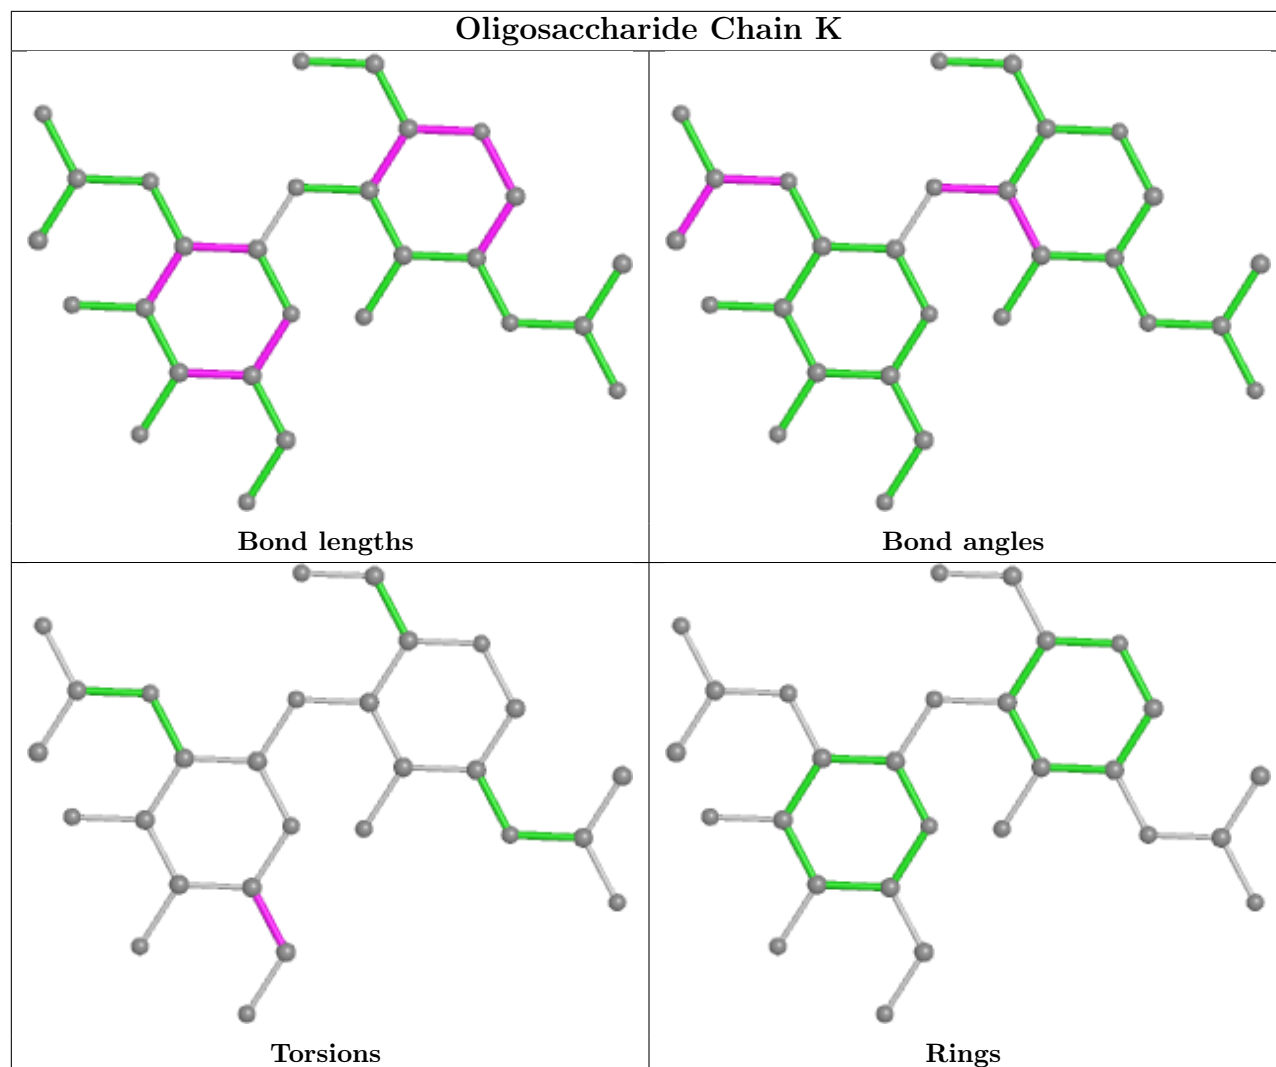 Oligosaccharide Chain K
Bond lengths
Bond angles
Torsions
Rings